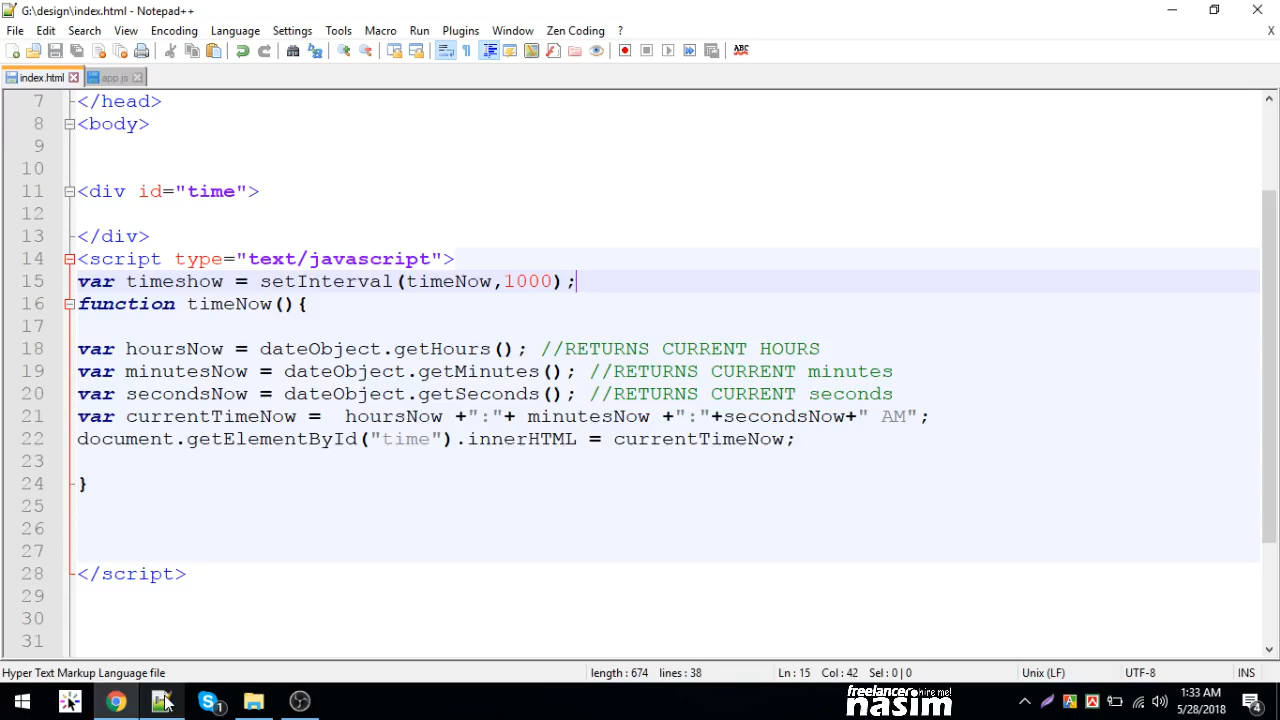 G:\design\index.html - Notepad++
File Edit Search View Encoding Language Settings Tools Macro Run Plugins Window Zen Coding ? X
ABC
index.html app.js
7 </head>
8 <body>
9
10
11 <div id="time">
12
13 </div>
14 <script type="text/javascript">
15 var timeshow = setInterval(timeNow,1000);
16 function timeNow(){
17
18 var hoursNow = dateObject.getHours(); //RETURNS CURRENT HOURS
19 var minutesNow = dateObject.getMinutes(); //RETURNS CURRENT minutes
20 var secondsNow = dateObject.getSeconds(); //RETURNS CURRENT seconds
21 var currentTimeNow =  hoursNow +":"+ minutesNow +":"+secondsNow+" AM";
22 document.getElementById("time").innerHTML = currentTimeNow;
23
24 }
25
26
27
28 </script>
29
30
31
Hyper Text Markup Language file length : 674 lines : 38 Ln : 15 Col : 42 Sel : 0 | 0 Unix (LF) UTF-8 INS
1
freelancer hire me!
nasim
1:33 AM
5/28/2018
4